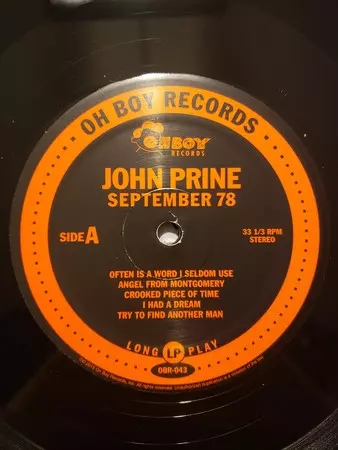 OH BOY RECORDS
OH BOY
RECORDS
JOHN PRINE
SEPTEMBER 78
SIDE A
33 1/3 RPM
STEREO
OFTEN IS A WORD I SELDOM USE
ANGEL FROM MONTGOMERY
CROOKED PIECE OF TIME
I HAD A DREAM
TRY TO FIND ANOTHER MAN
LONG LP PLAY
OBR-043